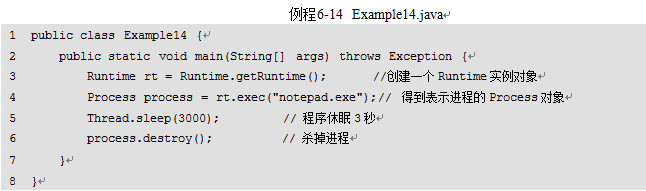 例程6-14 Example14.java
1 public class Example14 {
2 public static void main(String[] args) throws Exception {
3 Runtime rt = Runtime.getRuntime(); //创建一个 Runtime 实例对象
4 Process process = rt.exec("notepad.exe");// 得到表示进程的 Process 对象
5 Thread.sleep(3000); // 程序休眠 3 秒
6 process.destroy(); // 杀掉进程
7 }
8 }